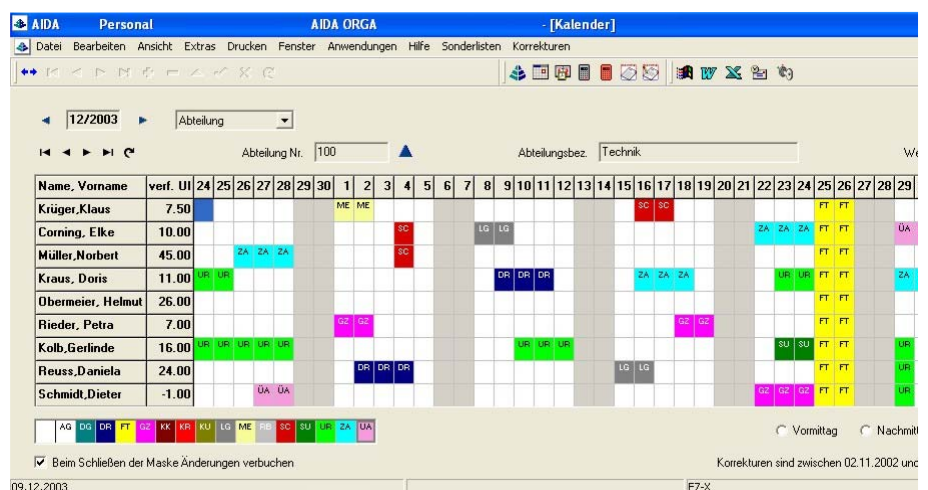 AIDA Personal AIDA ORGA - [Kalender]
Datei Bearbeiten Ansicht Extras Drucken Fenster Anwendungen Hilfe Sonderlisten Korrekturen
12/2003 Abteilung
Abteilung Nr. 100 Abteilungsbez. Technik We
Name, Vorname verf. Ul 24 25 26 27 28 29 30 1 2 3 4 5 6 7 8 9 10 11 12 13 14 15 16 17 18 19 20 21 22 23 24 25 26 27 28 29
Krüger,Klaus 7.50 ME ME SC SC FT FT
Corning, Elke 10.00 SC LG LG ZA ZA ZA FT FT ÜA
Müller,Norbert 45.00 ZA ZA ZA SC FT FT
Kraus, Doris 11.00 UR UR DR DR DR ZA ZA ZA UR UR FT FT ZA
Obermeier, Helmut 26.00 FT FT
Rieder, Petra 7.00 GZ GZ GZ GZ FT FT
Kolb,Gerlinde 16.00 UR UR UR UR UR UR UR UR SU SU FT FT UR
Reuss,Daniela 24.00 DR DR DR LG LG FT FT UR
Schmidt,Dieter -1.00 ÜA ÜA GZ GZ GZ FT FT UR
AG DG DR FT GZ KK KR KU LG ME RB SC SU UR ZA ÜA
Vormittag Nachmitt
Beim Schließen der Maske Änderungen verbuchen Korrekturen sind zwischen 02.11.2002 und
09.12.2003 F7-X